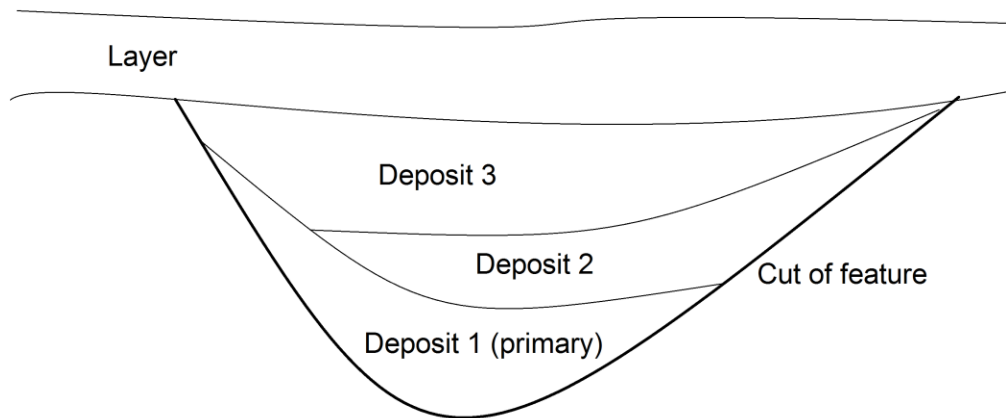 Layer
Deposit 3
Deposit 2
Cut of feature
Deposit 1 (primary)